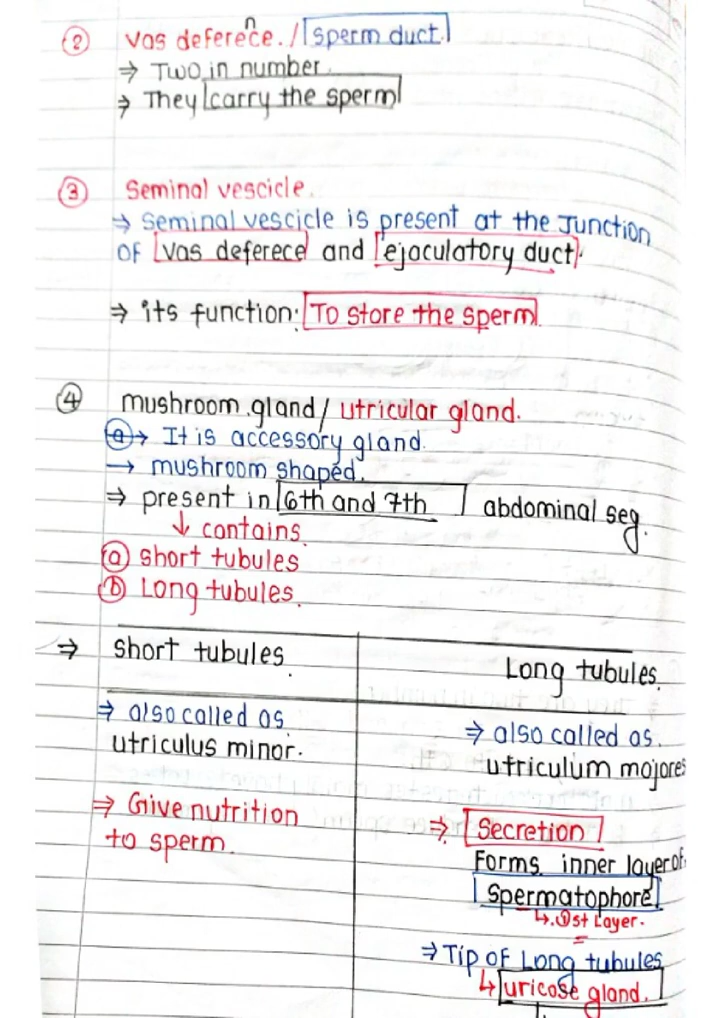 ② vas deference. / sperm duct.
⇒ Two in number.
⇒ They carry the sperm
③ Seminal vescicle.
→ Seminal vescicle is present at the Junction
of vas deferece and ejaculatory duct.
⇒ its function: To store the sperm.
④ mushroom gland / utricular gland.
ⓐ→ It is accessory gland.
→ mushroom shaped.
⇒ present in 6th and 7th abdominal seg.
↓ contains
ⓐ short tubules
ⓑ Long tubules.
⇒ short tubules.
Long tubules.
⇒ also called as
utriculus minor.
⇒ Give nutrition
to sperm.
⇒ also called as.
utriculum majores
⇒ Secretion
Forms inner layer of
Spermatophore
↳ 1st Layer.
⇒ Tip of Long tubules
↳ uricose gland.